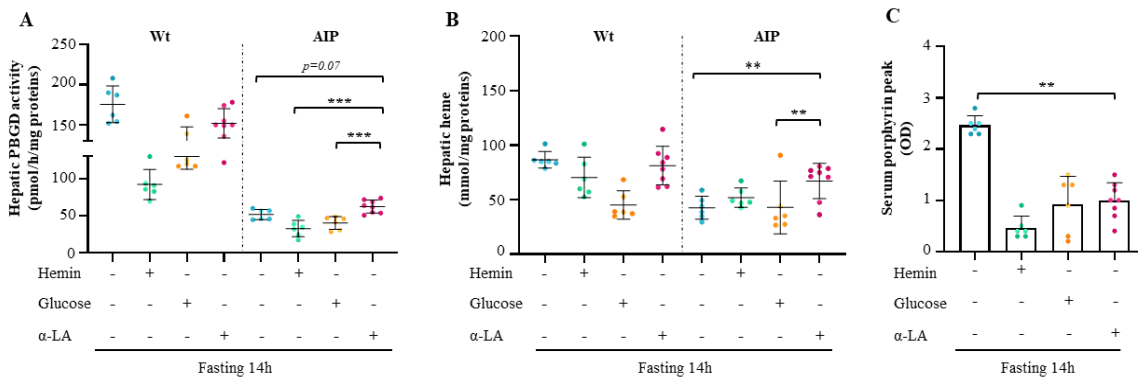 A
Wt AIP
Hepatic PBGD activity
(pmol/h/mg proteins)
250
200
150
100
50
0
p=0.07
***
***
Hemin - + - - - + - -
Glucose - - + - - - + -
α-LA - - - + - - - +
Fasting 14h
B
Wt AIP
Hepatic heme
(mmol/mg proteins)
200
150
100
50
0
**
**
Hemin - + - - - + - -
Glucose - - + - - - + -
α-LA - - - + - - - +
Fasting 14h
C
Serum porphyrin peak
(OD)
4
3
2
1
0
**
Hemin - + - -
Glucose - - + -
α-LA - - - +
Fasting 14h